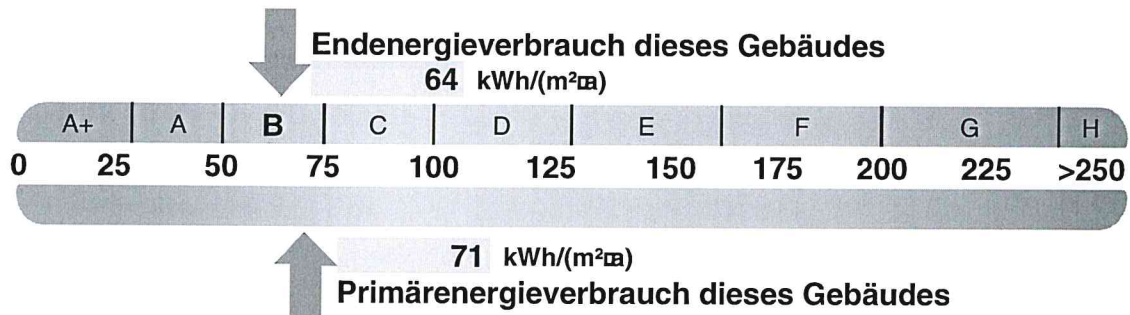 Endenergieverbrauch dieses Gebäudes
64 kWh/(m²a)
A+ A B C D E F G H
0 25 50 75 100 125 150 175 200 225 >250
71 kWh/(m²a)
Primärenergieverbrauch dieses Gebäudes